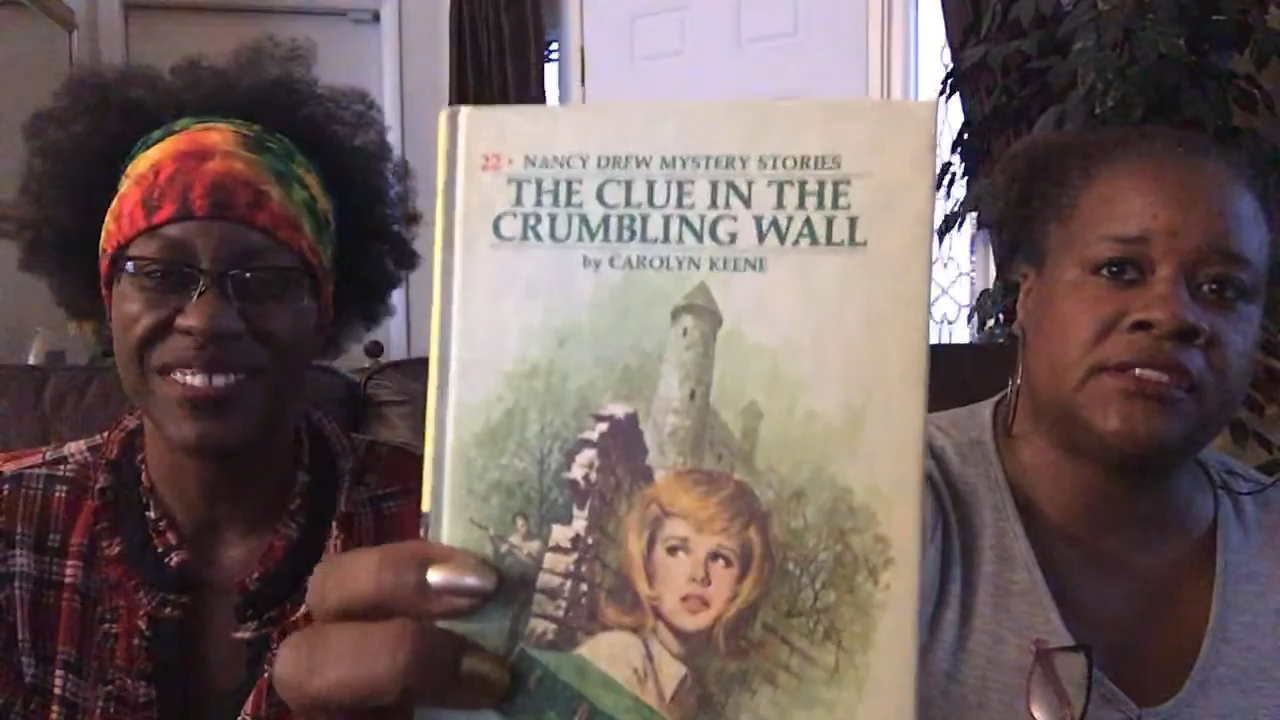 22 • NANCY DREW MYSTERY STORIES
THE CLUE IN THE
CRUMBLING WALL
by CAROLYN KEENE